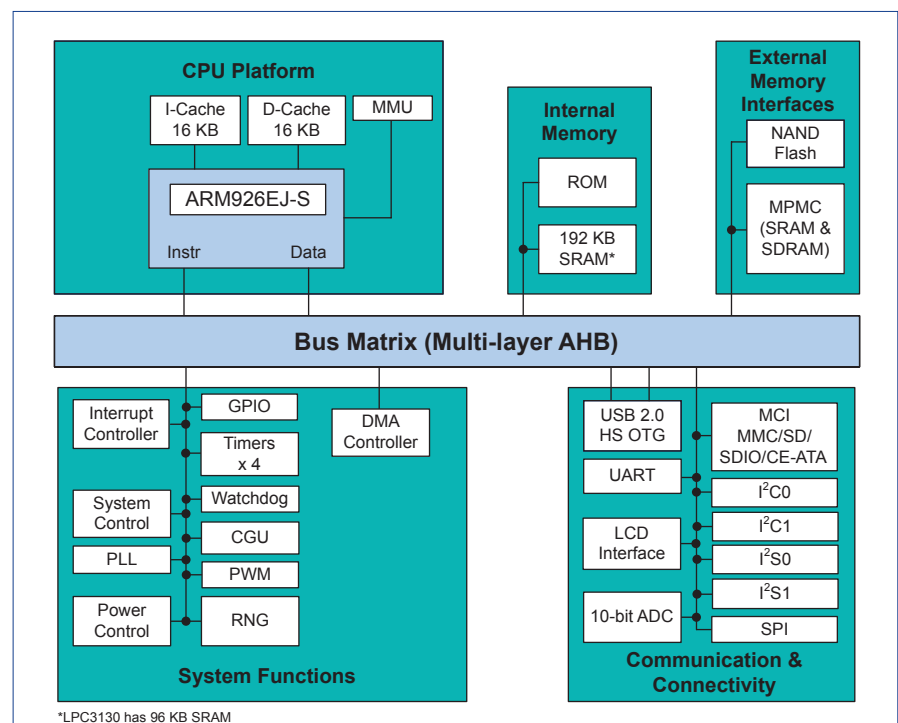 CPU Platform
I-Cache
16 KB
D-Cache
16 KB
MMU
ARM926EJ-S
Instr
Data
Internal
Memory
ROM
192 KB
SRAM*
External
Memory
Interfaces
NAND
Flash
MPMC
(SRAM &
SDRAM)
Bus Matrix (Multi-layer AHB)
Interrupt
Controller
System
Control
PLL
Power
Control
GPIO
Timers
x 4
Watchdog
CGU
PWM
RNG
DMA
Controller
System Functions
USB 2.0
HS OTG
UART
LCD
Interface
10-bit ADC
MCI
MMC/SD/
SDIO/CE-ATA
I²C0
I²C1
I²S0
I²S1
SPI
Communication &
Connectivity
*LPC3130 has 96 KB SRAM